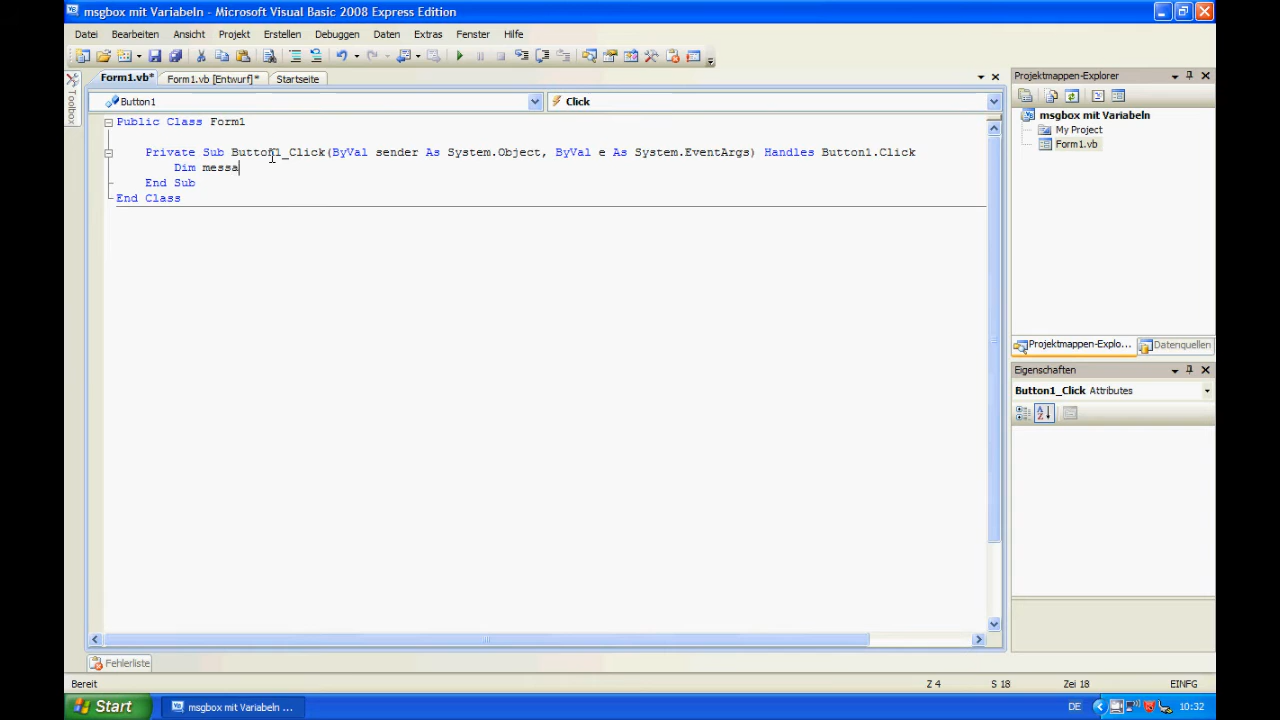 msgbox mit Variabeln - Microsoft Visual Basic 2008 Express Edition
Datei Bearbeiten Ansicht Projekt Erstellen Debuggen Daten Extras Fenster Hilfe
Form1.vb* Form1.vb [Entwurf]* Startseite
Toolbox
Button1 Click
Public Class Form1
Private Sub Button1_Click(ByVal sender As System.Object, ByVal e As System.EventArgs) Handles Button1.Click
Dim messa
End Sub
End Class
Projektmappen-Explorer
msgbox mit Variabeln
My Project
Form1.vb
Projektmappen-Explo... Datenquellen
Eigenschaften
Button1_Click Attributes
Fehlerliste
Bereit Z 4 S 18 Zei 18 EINFG
Start msgbox mit Variabeln ... DE 10:32